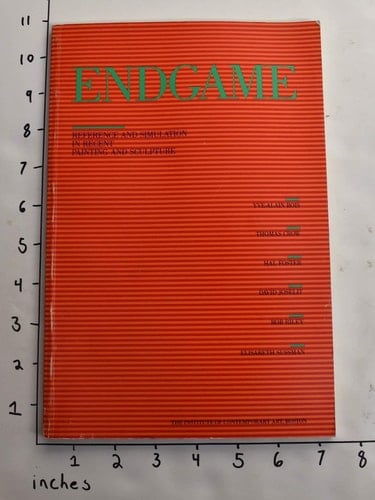 11
10
9
8
7
6
5
4
3
2
1
ENDGAME
REFERENCE AND SIMULATION
IN RECENT
PAINTING AND SCULPTURE
YVE-ALAIN BOIS
THOMAS CROW
HAL FOSTER
DAVID JOSELIT
BOB RILEY
ELISABETH SUSSMAN
THE INSTITUTE OF CONTEMPORARY ART, BOSTON
1 2 3 4 5 6 7 8
inches